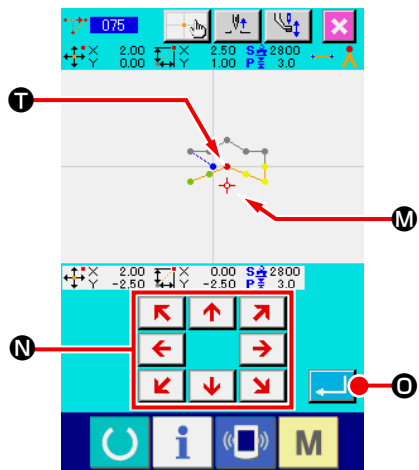 075
X 2.00 X 2.50 S 2800
Y 0.00 Y 1.00 P 3.0
T
M
X 2.00 X 0.00 S 2800
Y -2.50 Y -2.50 P 3.0
N
O
i M